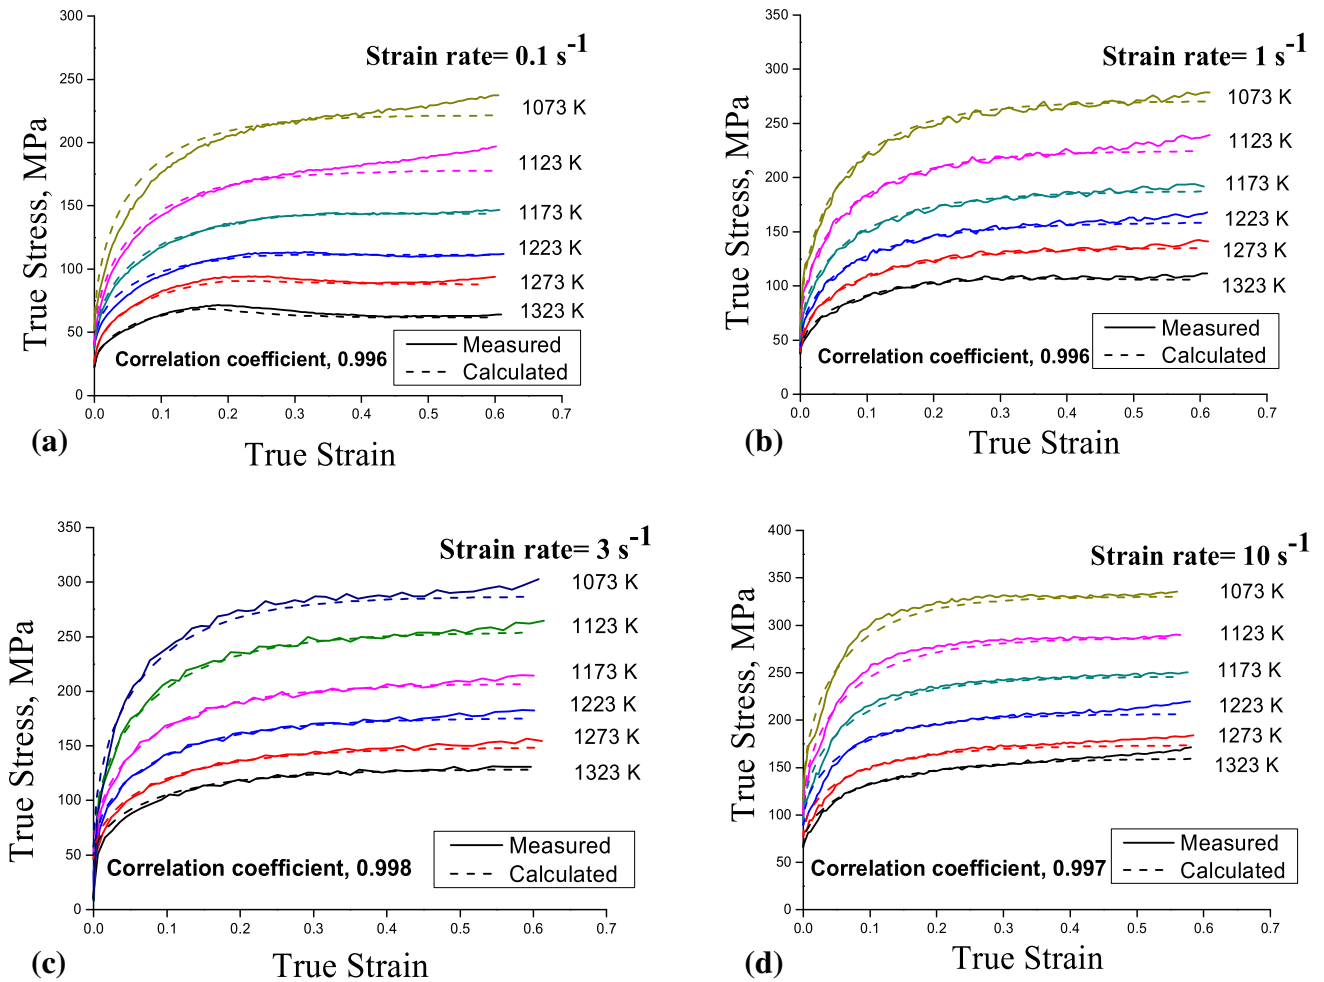 300
250
200
150
100
50
0
0.0 0.1 0.2 0.3 0.4 0.5 0.6 0.7
True Stress, MPa
True Strain
Strain rate= 0.1 s-1
1073 K
1123 K
1173 K
1223 K
1273 K
1323 K
Correlation coefficient, 0.996
Measured
Calculated
(a)
350
300
250
200
150
100
50
0
0.0 0.1 0.2 0.3 0.4 0.5 0.6 0.7
True Stress, MPa
True Strain
Strain rate= 1 s-1
1073 K
1123 K
1173 K
1223 K
1273 K
1323 K
Correlation coefficient, 0.996
Measured
Calculated
(b)
350
300
250
200
150
100
50
0
0.0 0.1 0.2 0.3 0.4 0.5 0.6 0.7
True Stress, MPa
True Strain
Strain rate= 3 s-1
1073 K
1123 K
1173 K
1223 K
1273 K
1323 K
Correlation coefficient, 0.998
Measured
Calculated
(c)
400
350
300
250
200
150
100
50
0
0.0 0.1 0.2 0.3 0.4 0.5 0.6 0.7
True Stress, MPa
True Strain
Strain rate= 10 s-1
1073 K
1123 K
1173 K
1223 K
1273 K
1323 K
Correlation coefficient, 0.997
Measured
Calculated
(d)